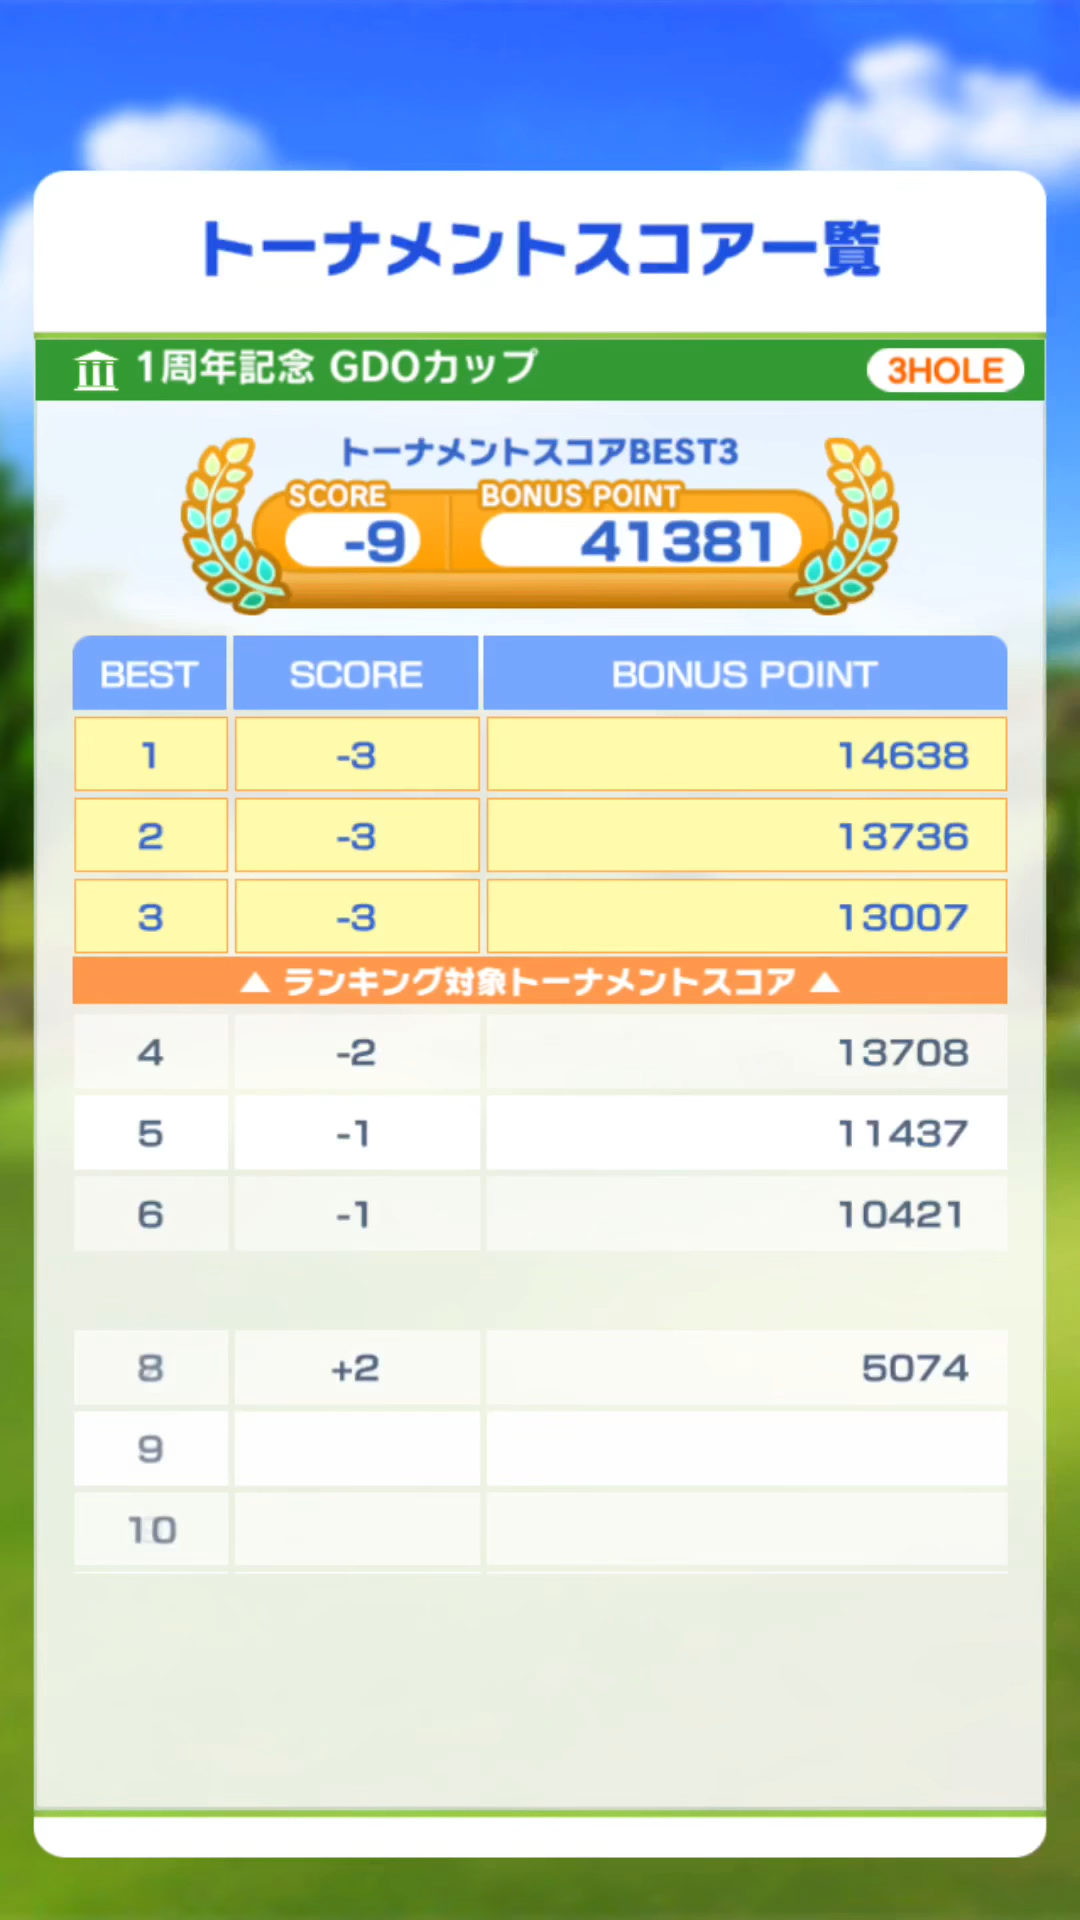 トーナメントスコア一覧
1周年記念 GDOカップ 3HOLE
トーナメントスコアBEST3
SCORE BONUS POINT
-9 41381
BEST SCORE BONUS POINT
1 -3 14638
2 -3 13736
3 -3 13007
▲ ランキング対象トーナメントスコア ▲
4 -2 13708
5 -1 11437
6 -1 10421
8 +2 5074
9
10